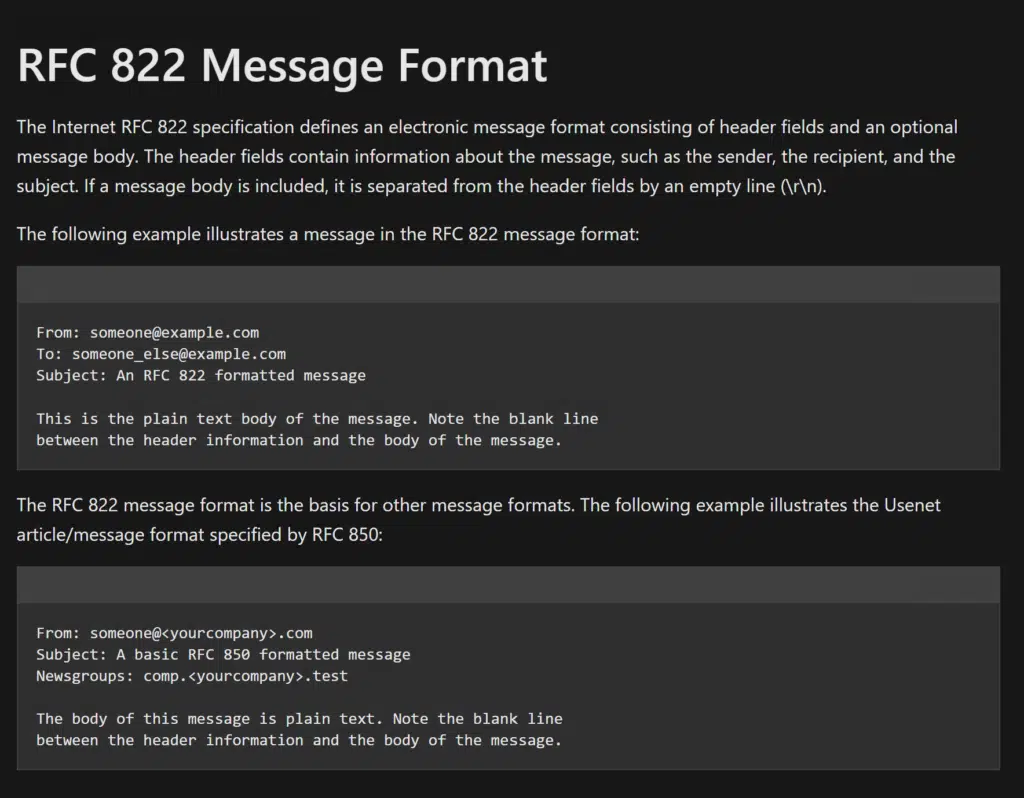 RFC 822 Message Format
The Internet RFC 822 specification defines an electronic message format consisting of header fields and an optional
message body. The header fields contain information about the message, such as the sender, the recipient, and the
subject. If a message body is included, it is separated from the header fields by an empty line (\r\n).
The following example illustrates a message in the RFC 822 message format:
From: someone@example.com
To: someone_else@example.com
Subject: An RFC 822 formatted message
This is the plain text body of the message. Note the blank line
between the header information and the body of the message.
The RFC 822 message format is the basis for other message formats. The following example illustrates the Usenet
article/message format specified by RFC 850:
From: someone@<yourcompany>.com
Subject: A basic RFC 850 formatted message
Newsgroups: comp.<yourcompany>.test
The body of this message is plain text. Note the blank line
between the header information and the body of the message.